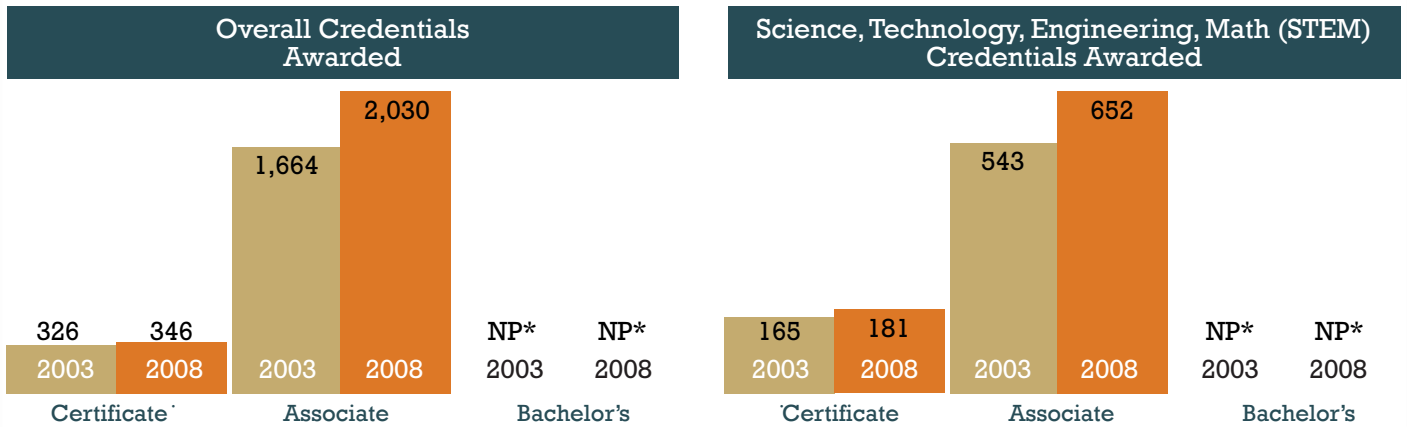 Overall Credentials
Awarded
326 346 1,664 2,030 NP* NP*
2003 2008 2003 2008 2003 2008
Certificate Associate Bachelor's
Science, Technology, Engineering, Math (STEM)
Credentials Awarded
165 181 543 652 NP* NP*
2003 2008 2003 2008 2003 2008
Certificate Associate Bachelor's